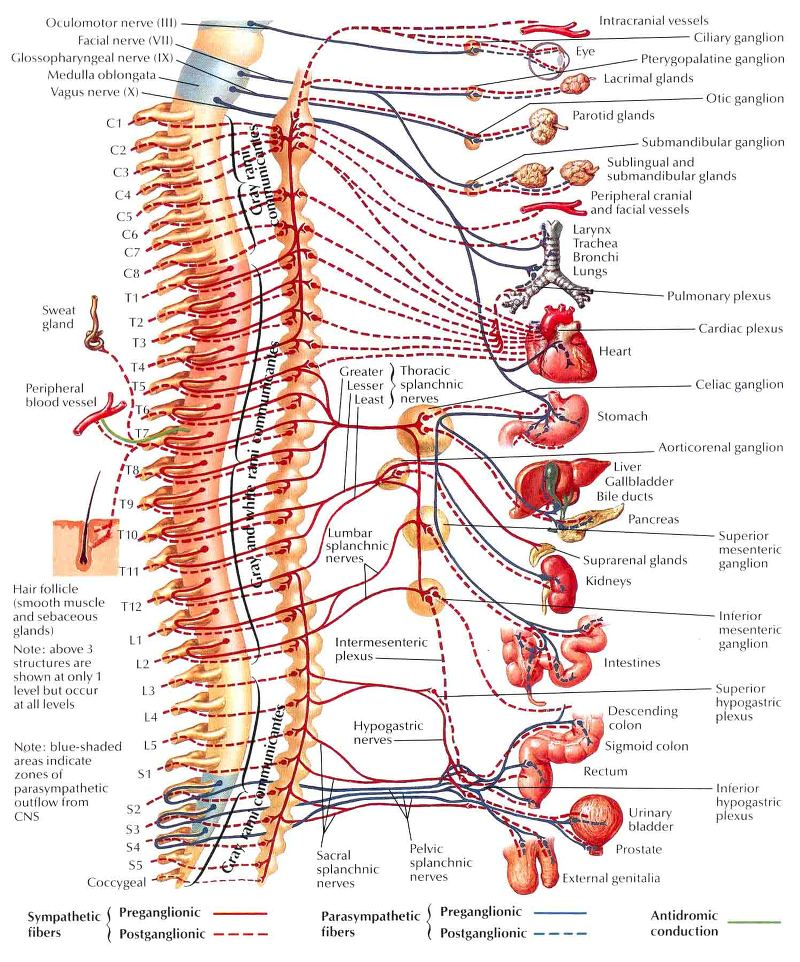 Oculomotor nerve (III)
Facial nerve (VII)
Glossopharyngeal nerve (IX)
Medulla oblongata
Vagus nerve (X)
C1
C2
C3
C4
C5
C6
C7
C8
T1
T2
T3
T4
T5
T6
T7
T8
T9
T10
T11
T12
L1
L2
L3
L4
L5
S1
S2
S3
S4
S5
Coccygeal
Sweat
gland
Peripheral
blood vessel
Hair follicle
(smooth muscle
and sebaceous
glands)
Note: above 3
structures are
shown at only 1
level but occur
at all levels
Note: blue-shaded
areas indicate
zones of
parasympathetic
outflow from
CNS
Gray rami
communicantes
Gray and white rami communicantes
Gray rami communicantes
Greater
Lesser
Least
Thoracic
splanchnic
nerves
Lumbar
splanchnic
nerves
Intermesenteric
plexus
Hypogastric
nerves
Sacral
splanchnic
nerves
Pelvic
splanchnic
nerves
Intracranial vessels
Ciliary ganglion
Eye
Pterygopalatine ganglion
Lacrimal glands
Otic ganglion
Parotid glands
Submandibular ganglion
Sublingual and
submandibular glands
Peripheral cranial
and facial vessels
Larynx
Trachea
Bronchi
Lungs
Pulmonary plexus
Cardiac plexus
Heart
Celiac ganglion
Stomach
Aorticorenal ganglion
Liver
Gallbladder
Bile ducts
Pancreas
Superior
mesenteric
ganglion
Suprarenal glands
Kidneys
Inferior
mesenteric
ganglion
Intestines
Superior
hypogastric
plexus
Descending
colon
Sigmoid colon
Rectum
Inferior
hypogastric
plexus
Urinary
bladder
Prostate
External genitalia
Sympathetic
fibers
Preganglionic
Postganglionic
Parasympathetic
fibers
Preganglionic
Postganglionic
Antidromic
conduction